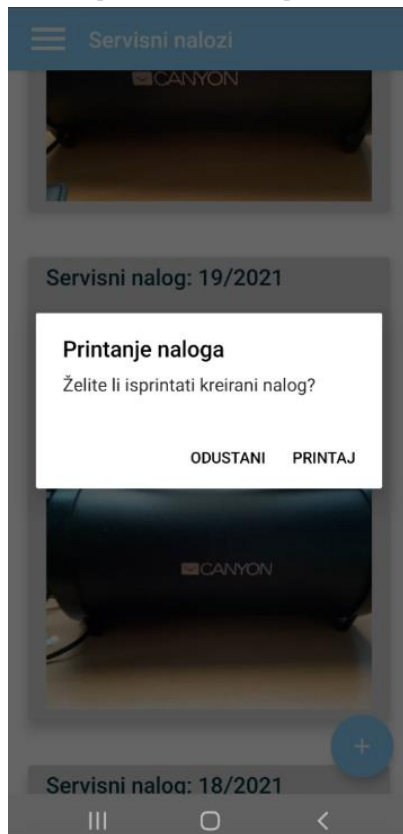 Servisni nalozi
CANYON
Servisni nalog: 19/2021
Printanje naloga
Želite li isprintati kreirani nalog?
ODUSTANI PRINTAJ
CANYON
Servisni nalog: 18/2021